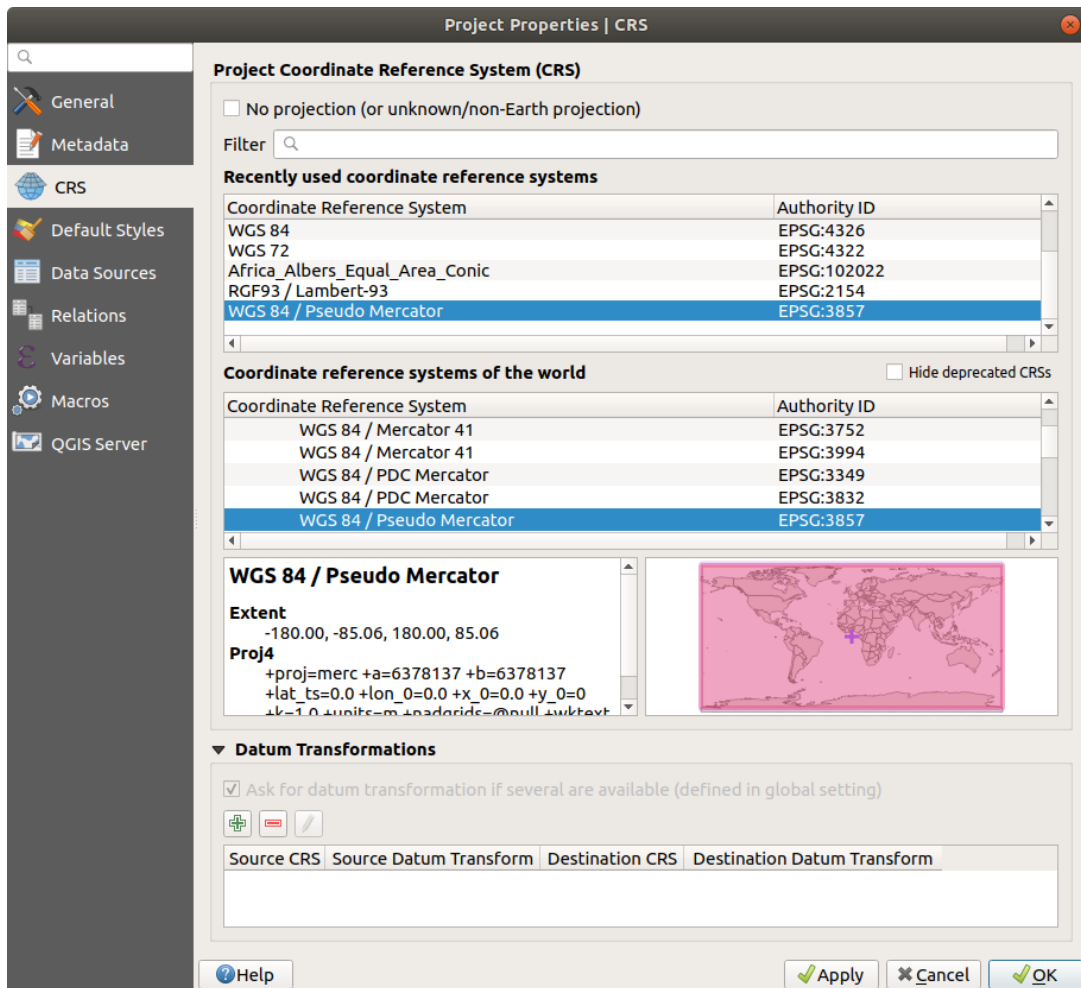 Project Properties | CRS
General
Metadata
CRS
Default Styles
Data Sources
Relations
Variables
Macros
QGIS Server
Project Coordinate Reference System (CRS)
No projection (or unknown/non-Earth projection)
Filter
Recently used coordinate reference systems
Coordinate Reference System Authority ID
WGS 84 EPSG:4326
WGS 72 EPSG:4322
Africa_Albers_Equal_Area_Conic EPSG:102022
RGF93 / Lambert-93 EPSG:2154
WGS 84 / Pseudo Mercator EPSG:3857
Coordinate reference systems of the world Hide deprecated CRSs
Coordinate Reference System Authority ID
WGS 84 / Mercator 41 EPSG:3752
WGS 84 / Mercator 41 EPSG:3994
WGS 84 / PDC Mercator EPSG:3349
WGS 84 / PDC Mercator EPSG:3832
WGS 84 / Pseudo Mercator EPSG:3857
WGS 84 / Pseudo Mercator
Extent
-180.00, -85.06, 180.00, 85.06
Proj4
+proj=merc +a=6378137 +b=6378137
+lat_ts=0.0 +lon_0=0.0 +x_0=0.0 +y_0=0
+k=1.0 +units=m +nadgrids=@null +wktext
Datum Transformations
Ask for datum transformation if several are available (defined in global setting)
Source CRS Source Datum Transform Destination CRS Destination Datum Transform
Help Apply Cancel OK